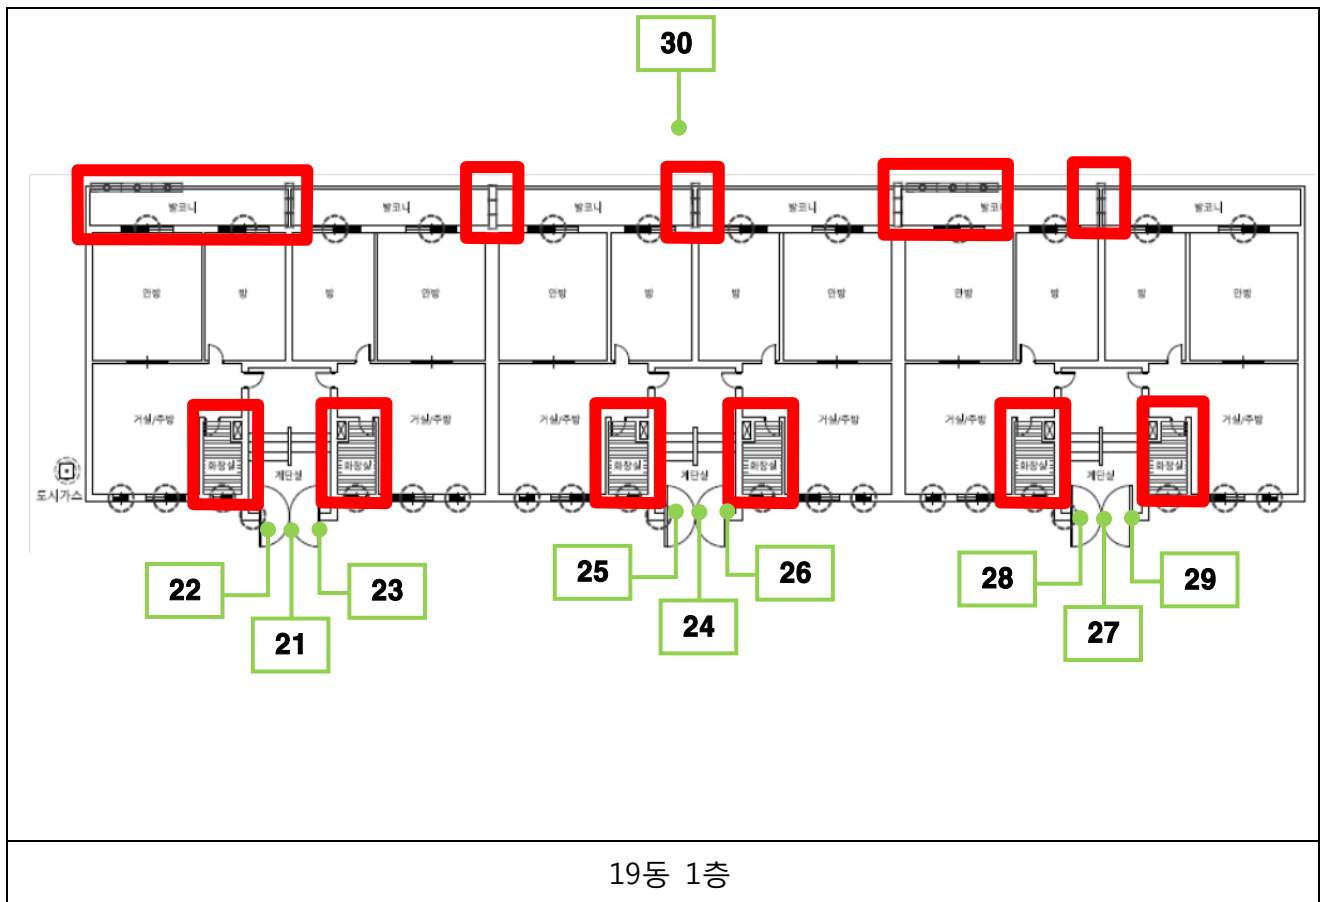 30
발코니 발코니 발코니 발코니 발코니 발코니
안방 방 방 안방 안방 방 방 안방 안방 방 방 안방
거실/주방 거실/주방 거실/주방 거실/주방 거실/주방 거실/주방
화장실 화장실 화장실 화장실 화장실 화장실
계단실 계단실 계단실
도시가스
22 23 25 26 28 29
21 24 27
19동 1층